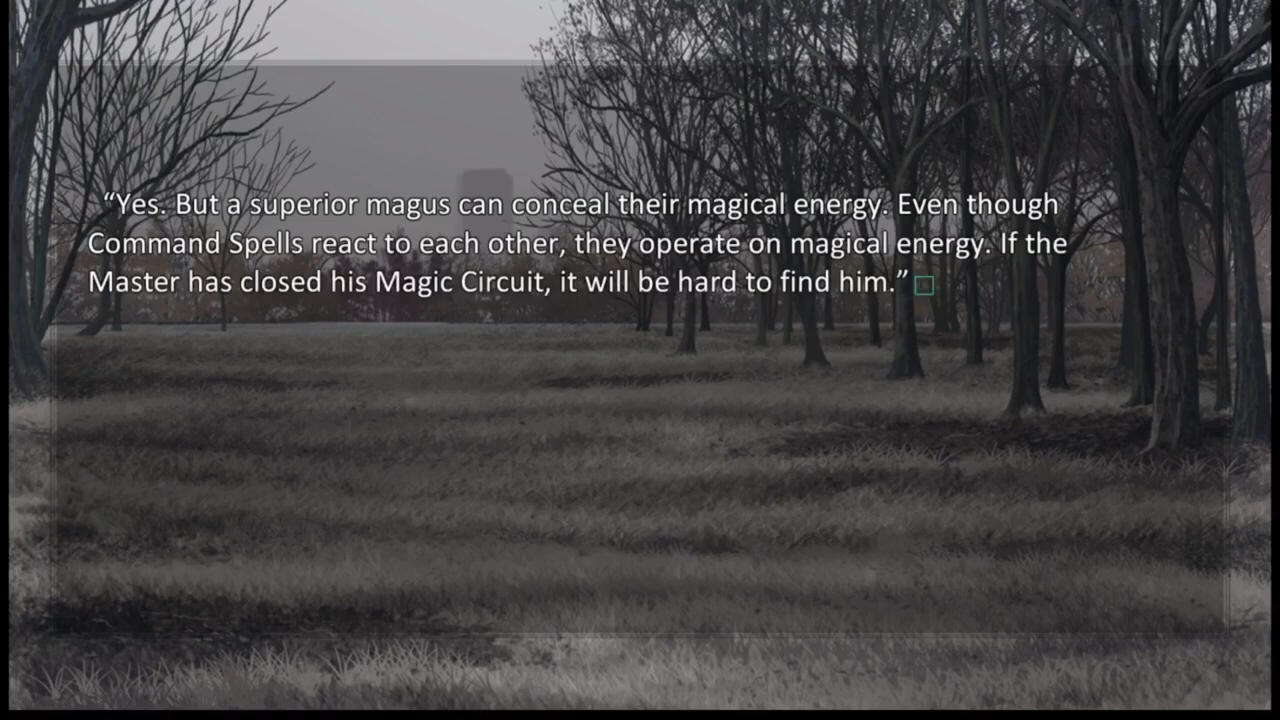 “Yes. But a superior magus can conceal their magical energy. Even though
Command Spells react to each other, they operate on magical energy. If the
Master has closed his Magic Circuit, it will be hard to find him.”